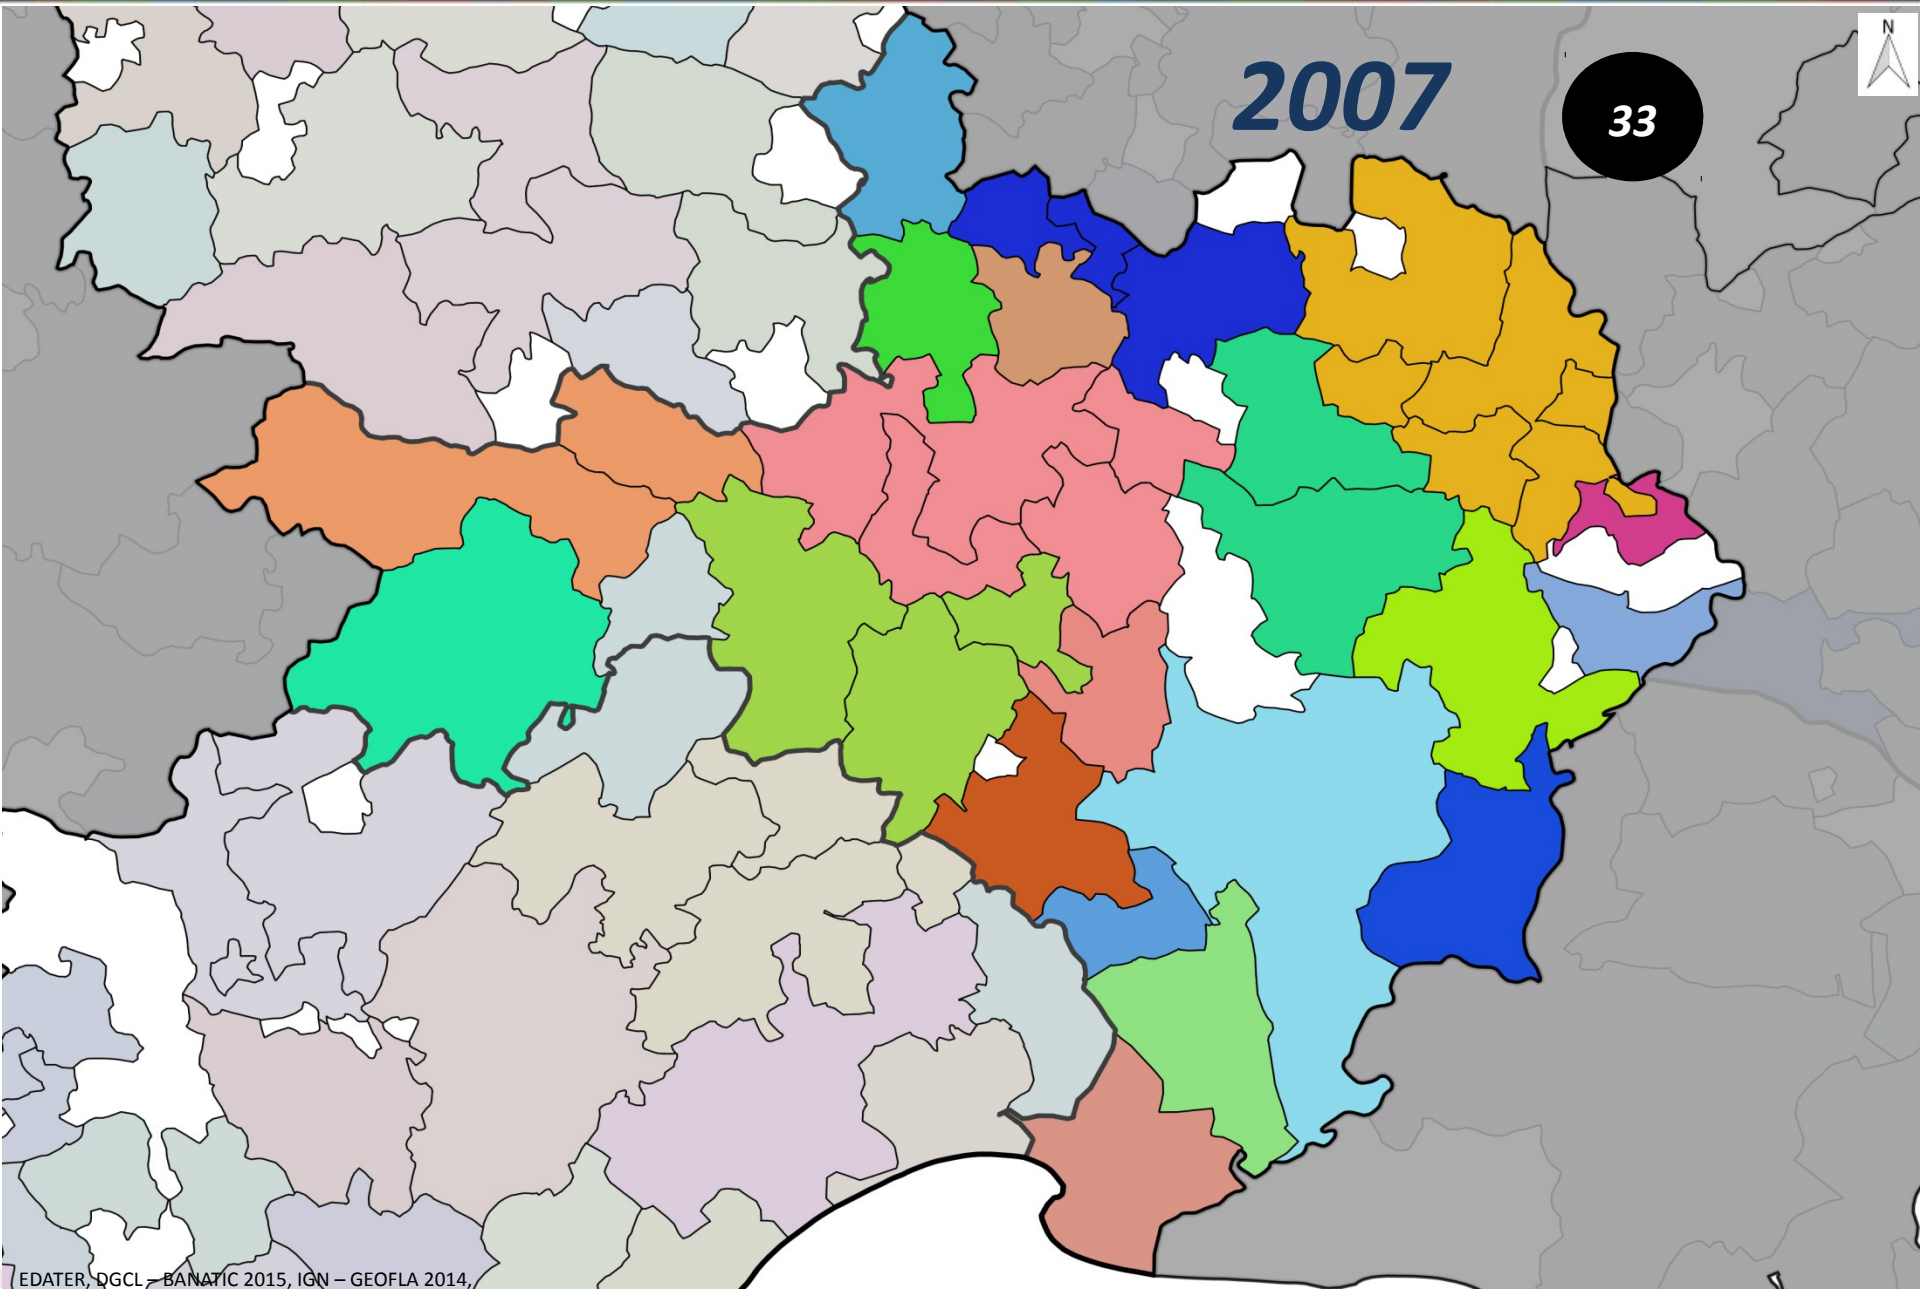 2007
33
N
EDATER, DGCL – BANATIC 2015, IGN – GEOFLA 2014,